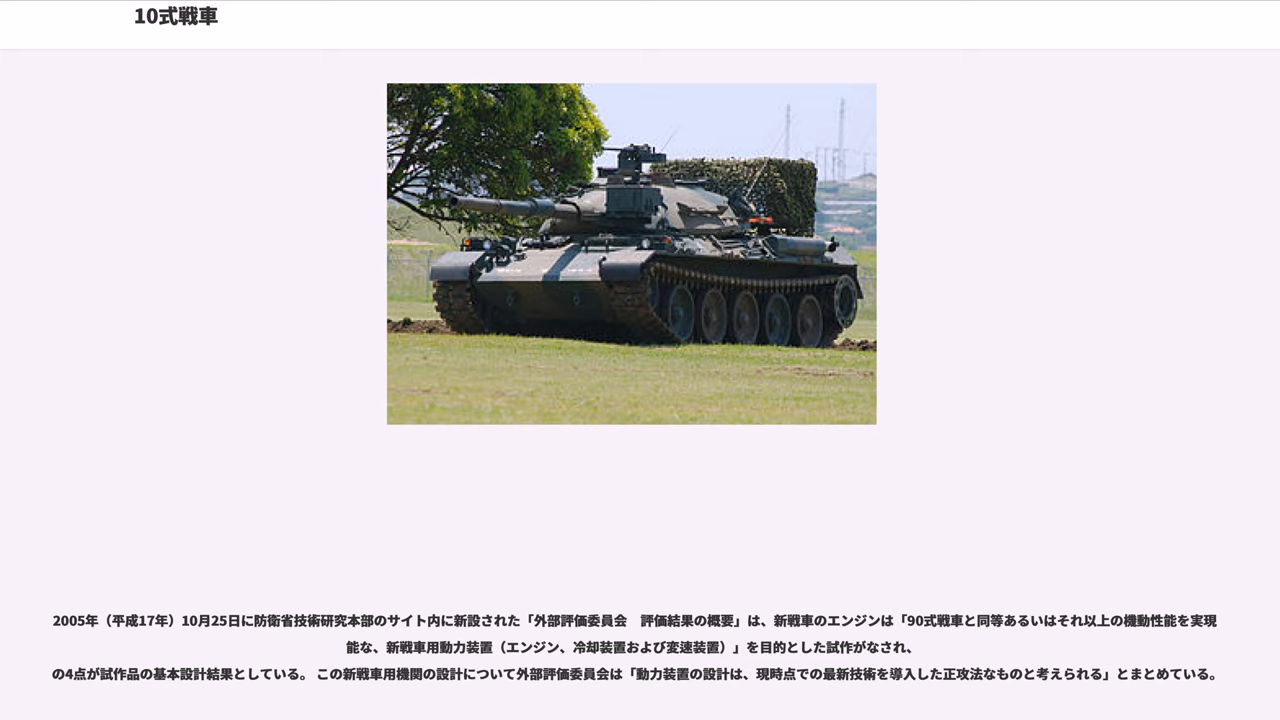 10式戦車
2005年（平成17年）10月25日に防衛省技術研究本部のサイト内に新設された「外部評価委員会　評価結果の概要」は、新戦車のエンジンは「90式戦車と同等あるいはそれ以上の機動性能を実現
能な、新戦車用動力装置（エンジン、冷却装置および変速装置）」を目的とした試作がなされ、
の4点が試作品の基本設計結果としている。 この新戦車用機関の設計について外部評価委員会は「動力装置の設計は、現時点での最新技術を導入した正攻法なものと考えられる」とまとめている。